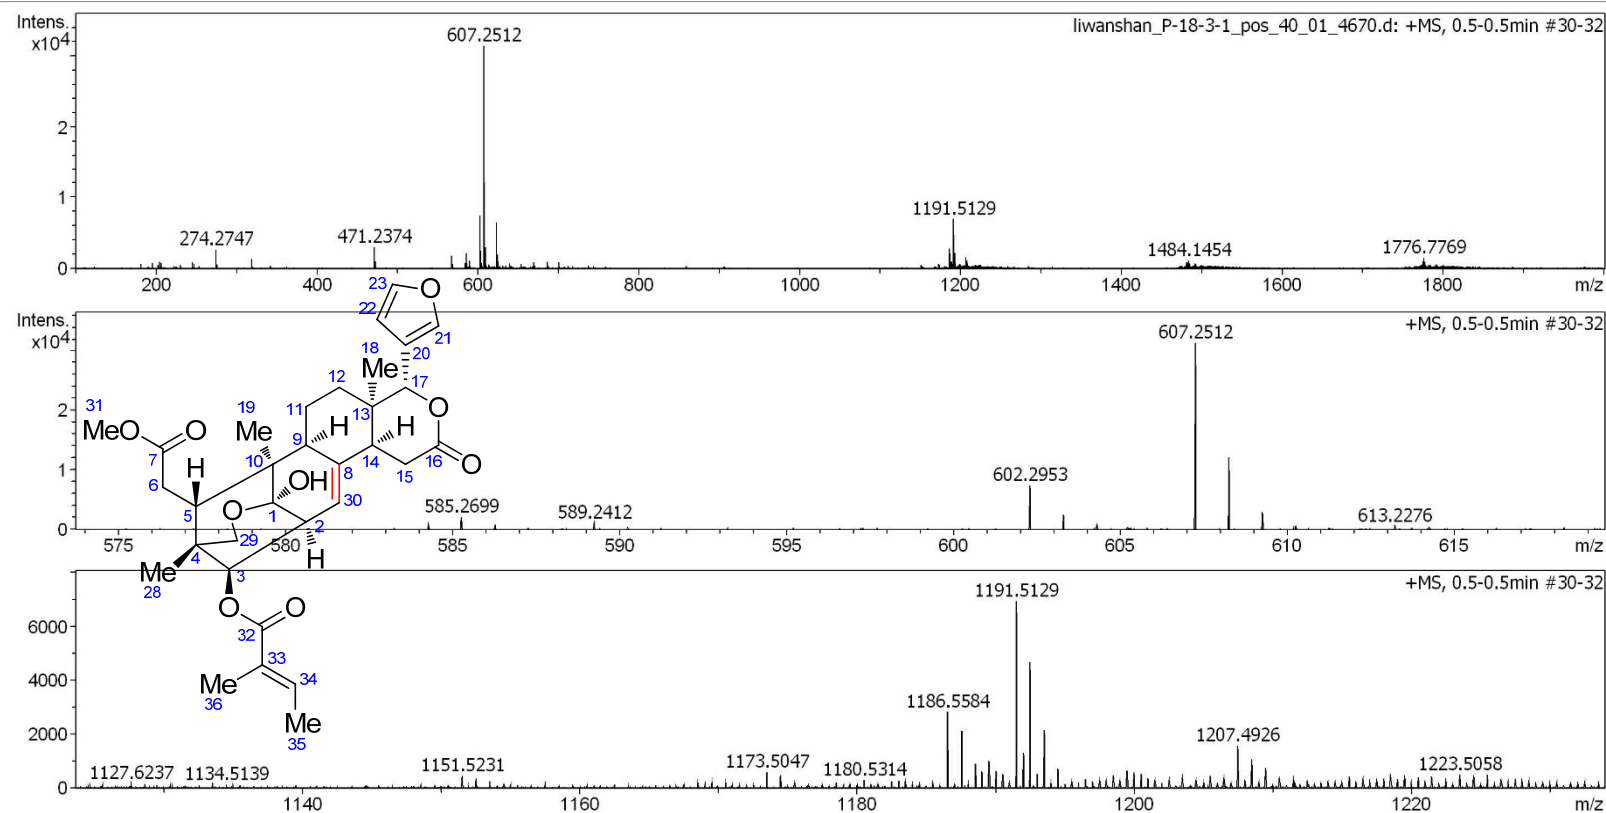 Intens. x10⁴
liwanshan_P-18-3-1_pos_40_01_4670.d: +MS, 0.5-0.5min #30-32
607.2512
2
1
0
274.2747
471.2374
1191.5129
1484.1454
1776.7769
200 400 600 800 1000 1200 1400 1600 1800 m/z
Intens. x10⁴
+MS, 0.5-0.5min #30-32
607.2512
2
1
0
602.2953
585.2699
589.2412
613.2276
575 580 585 590 595 600 605 610 615 m/z
+MS, 0.5-0.5min #30-32
1191.5129
6000
4000
2000
0
1186.5584
1207.4926
1127.6237
1134.5139
1151.5231
1173.5047
1180.5314
1223.5058
1140 1160 1180 1200 1220 m/z
23
O
22
21
20
18
Me
17
12
31
19
11
13
H
H
O
MeO
O
Me
9
7
10
8
14
16
O
H
15
6
OH
5
O
1
30
2
29
4
H
Me
3
28
O
O
32
33
34
Me
36
Me
35